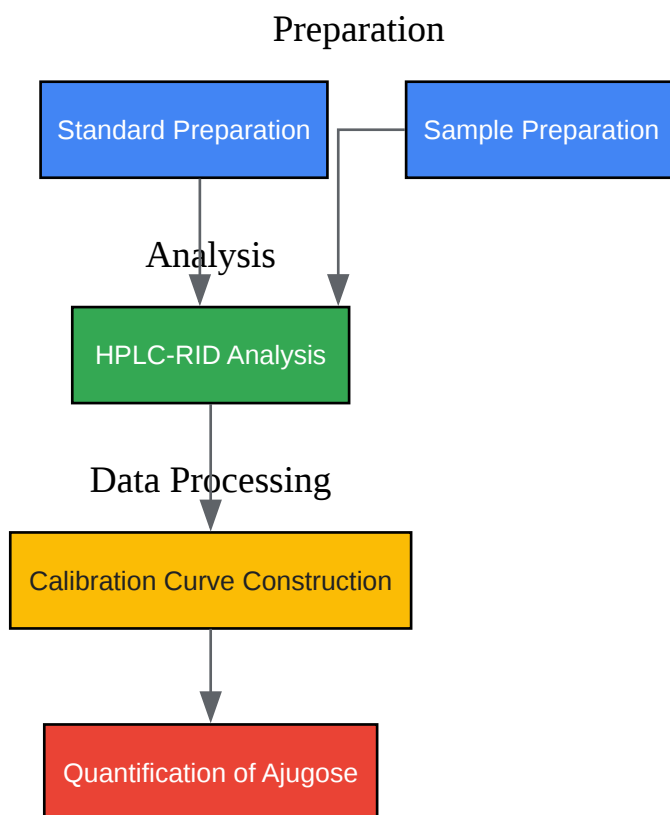 Preparation
Standard Preparation
Sample Preparation
Analysis
HPLC-RID Analysis
Data Processing
Calibration Curve Construction
Quantification of Ajugose